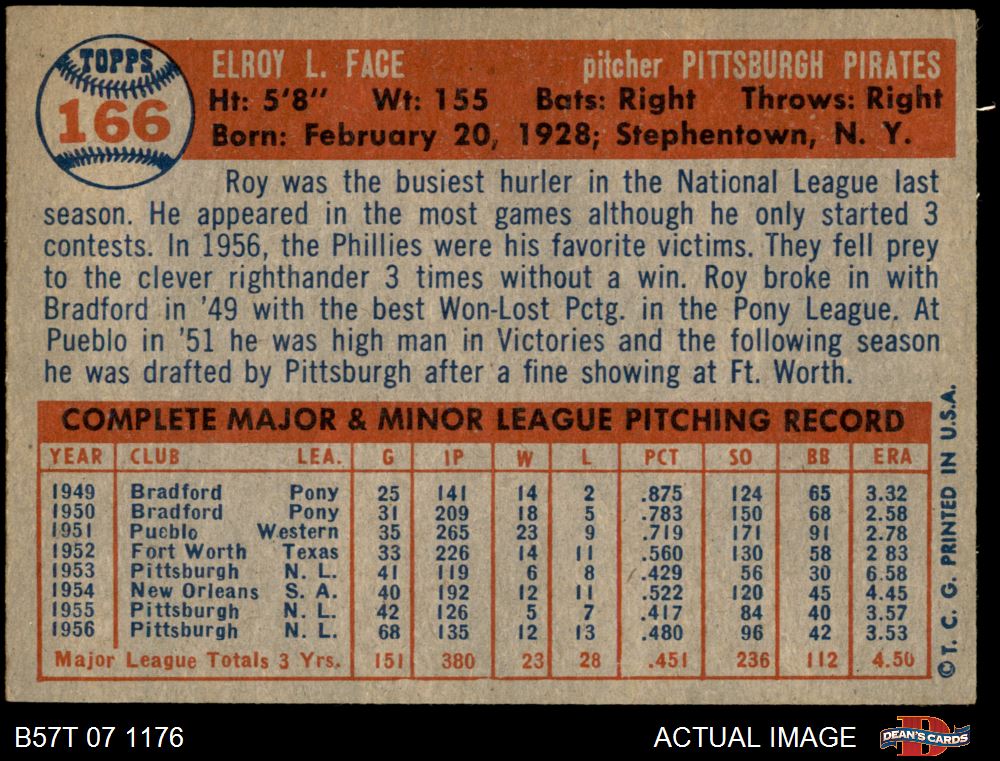 TOPPS
166
ELROY L. FACE pitcher PITTSBURGH PIRATES
Ht: 5'8" Wt: 155 Bats: Right Throws: Right
Born: February 20, 1928; Stephentown, N. Y.
Roy was the busiest hurler in the National League last
season. He appeared in the most games although he only started 3
contests. In 1956, the Phillies were his favorite victims. They fell prey
to the clever righthander 3 times without a win. Roy broke in with
Bradford in '49 with the best Won-Lost Pctg. in the Pony League. At
Pueblo in '51 he was high man in Victories and the following season
he was drafted by Pittsburgh after a fine showing at Ft. Worth.
COMPLETE MAJOR & MINOR LEAGUE PITCHING RECORD
YEAR CLUB LEA. G IP W L PCT SO BB ERA
1949 Bradford Pony 25 141 14 2 .875 124 65 3.32
1950 Bradford Pony 31 209 18 5 .783 150 68 2.58
1951 Pueblo Western 35 265 23 9 .719 171 91 2.78
1952 Fort Worth Texas 33 226 14 11 .560 130 58 2 83
1953 Pittsburgh N. L. 41 119 6 8 .429 56 30 6.58
1954 New Orleans S. A. 40 192 12 11 .522 120 45 4.45
1955 Pittsburgh N. L. 42 126 5 7 .417 84 40 3.57
1956 Pittsburgh N. L. 68 135 12 13 .480 96 42 3.53
Major League Totals 3 Yrs. 151 380 23 28 .451 236 112 4.50
© T. C. G. PRINTED IN U.S.A.
B57T 07 1176 ACTUAL IMAGE
D
DEAN'S CARDS